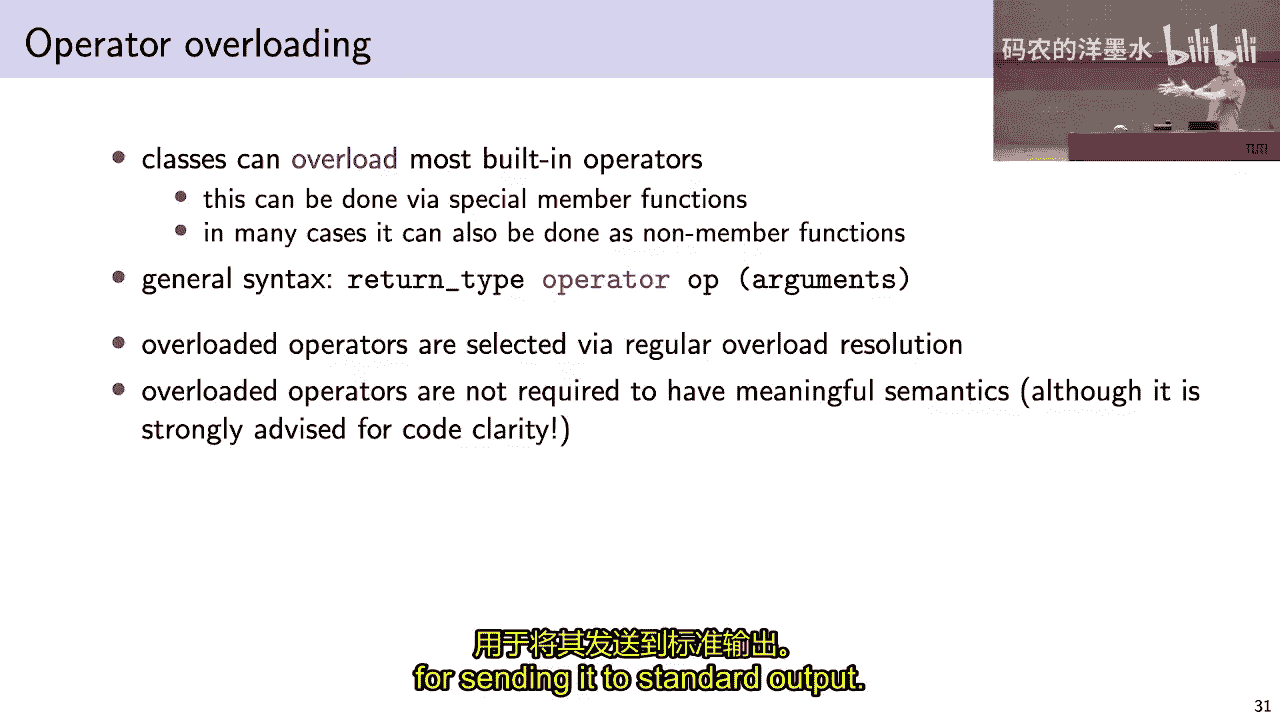 Operator overloading
码农的洋墨水 bilibili
• classes can overload most built-in operators
• this can be done via special member functions
• in many cases it can also be done as non-member functions
• general syntax: return_type operator op (arguments)
• overloaded operators are selected via regular overload resolution
• overloaded operators are not required to have meaningful semantics (although it is
strongly advised for code clarity!)
用于将其发送到标准输出。
for sending it to standard output.
31